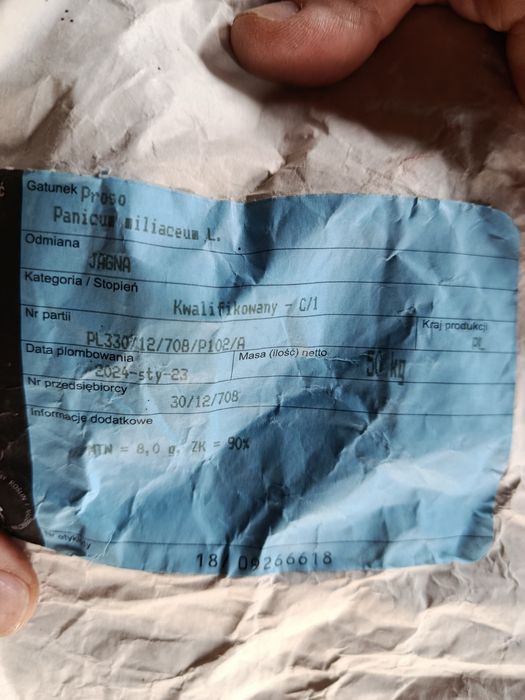 Gatunek Proso
Panicum miliaceum L.
Odmiana
JAGNA
Kategoria / Stopień
Kwalifikowany - C/1
Nr partii
Kraj produkcji
PL330/12/708/P102/A
PL
Data plombowania
Masa (ilość) netto
50 kg
2024-sty-23
Nr przedsiębiorcy
30/12/708
Informacje dodatkowe
MTN = 8,0 g, ZK = 90%
etykiety
18/ 09266618